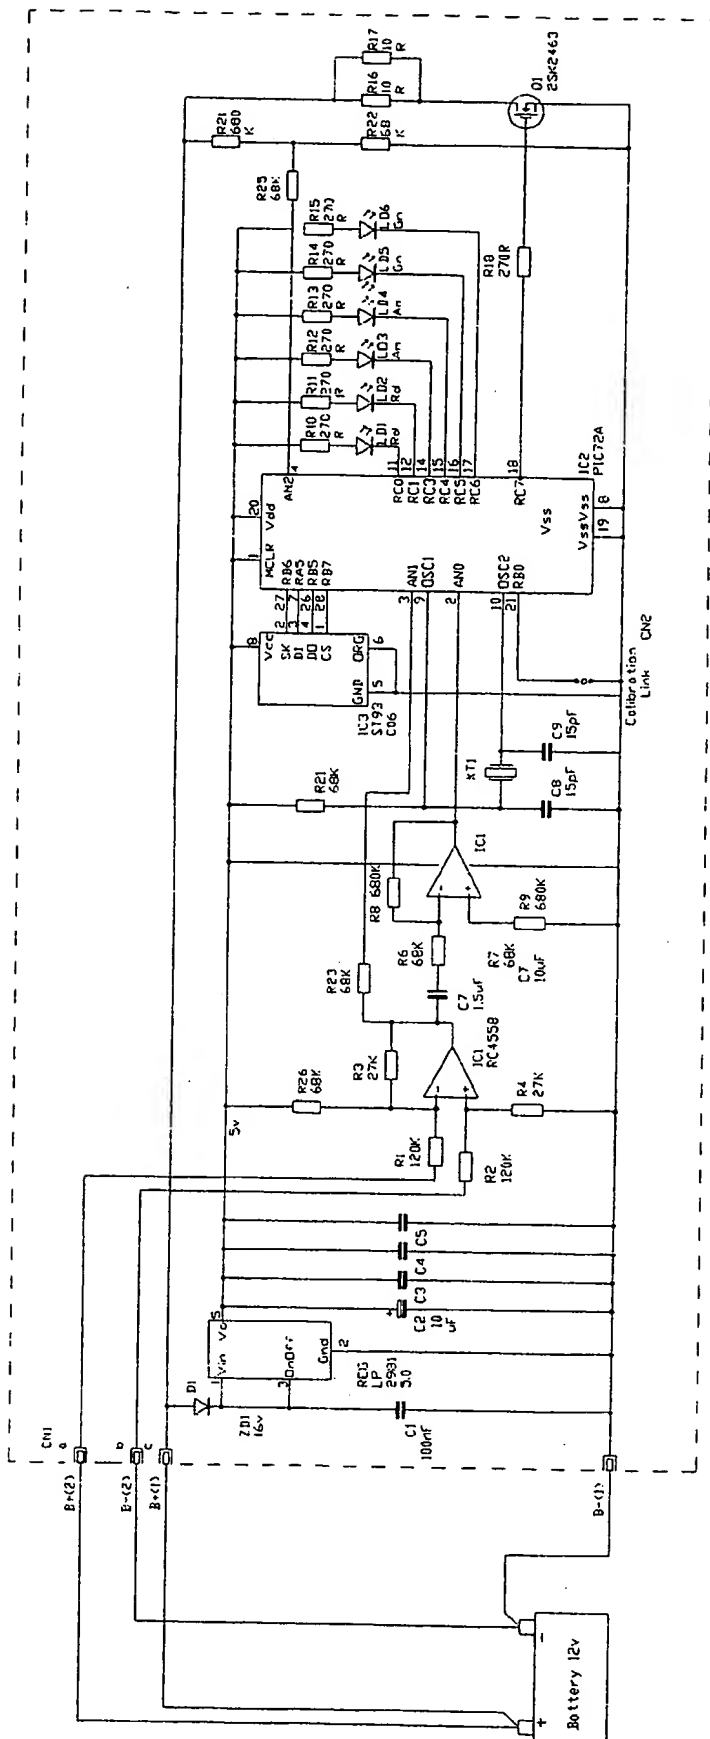 R17
10
R
R16
10
R
Q1
2SK2463
R21
680
K
R22
68
K
R25
68K
R15
270
R
LD6
Gn
R14
270
R
LD5
Gn
R13
270
R
LD4
Am
R12
270
R
LD3
Am
R11
270
R
LD2
Rd
R10
270
R
LD1
Rd
R18
270R
4
11
12
14
15
16
17
18
AN2
RC0
RC1
RC3
RC4
RC5
RC6
RC7
IC2
PIC72A
20
Vdd
Vss
1
MCLR
VssVss
19
8
RB6
RA5
RB5
RB7
27
7
26
28
AN1
OSC1
AN0
OSC2
RB0
3
9
2
10
21
2
3
4
1
8
Vcc
SK
DI
DO
CS
GND
ORG
5
6
IC3
ST93
C06
Calibration
Link
CN2
R21
68K
XT1
C9
15pF
C8
15pF
IC1
R8 680K
R9
680K
R6
68K
R7
68K
C7
10uF
R23
68K
C7
1.5uF
R3
27K
IC1
RC4558
R26
68K
R4
27K
5v
R1
120K
R2
120K
C5
C4
C3
C2
10
uF
+
5
Vo
Vin
1
OnOff
3
Gnd
2
REG
LP
2981
5.0
D1
ZD1
16v
C1
100nF
CN1
a
b
c
B+(2)
B-(2)
B+(1)
B-(1)
-
+
Battery 12v